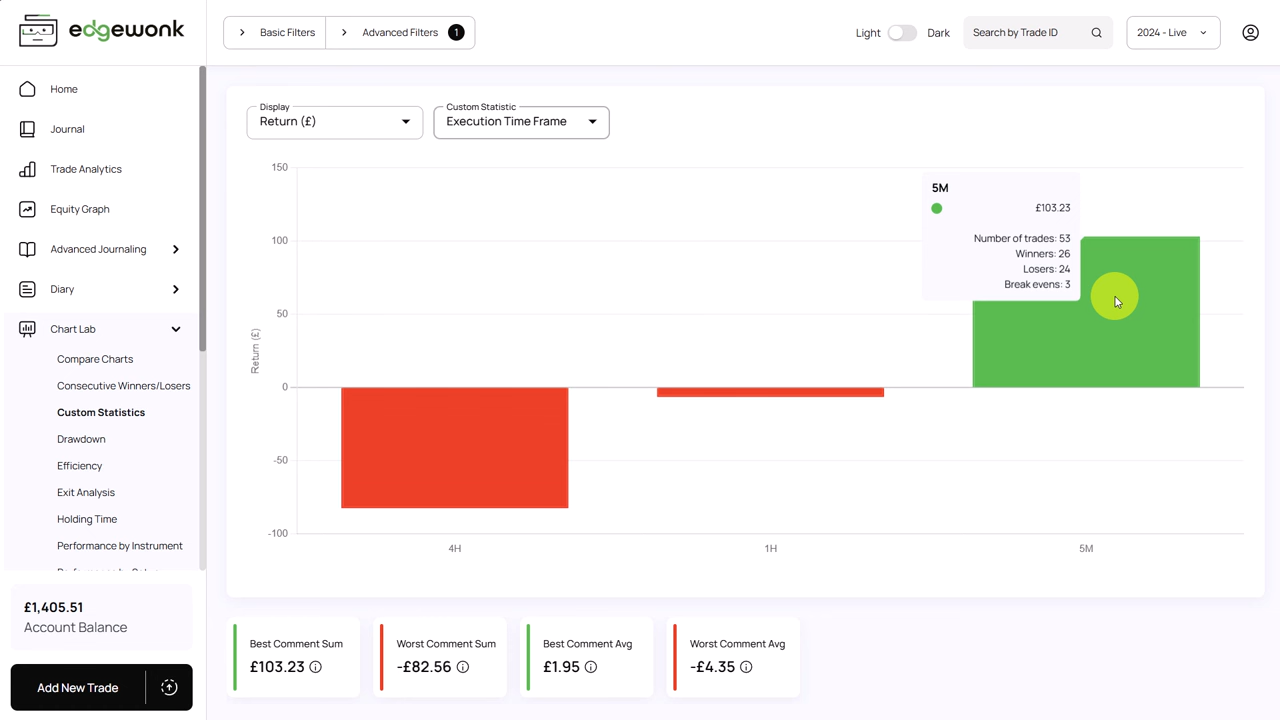 edgewonk
Basic Filters
Advanced Filters 1
Light Dark
Search by Trade ID
2024 - Live
Home
Journal
Trade Analytics
Equity Graph
Advanced Journaling
Diary
Chart Lab
Compare Charts
Consecutive Winners/Losers
Custom Statistics
Drawdown
Efficiency
Exit Analysis
Holding Time
Performance by Instrument
£1,405.51
Account Balance
Add New Trade
Display
Return (£)
Custom Statistic
Execution Time Frame
Return (£)
150
100
50
0
-50
-100
4H
1H
5M
5M
£103.23
Number of trades: 53
Winners: 26
Losers: 24
Break evens: 3
Best Comment Sum
£103.23
Worst Comment Sum
-£82.56
Best Comment Avg
£1.95
Worst Comment Avg
-£4.35